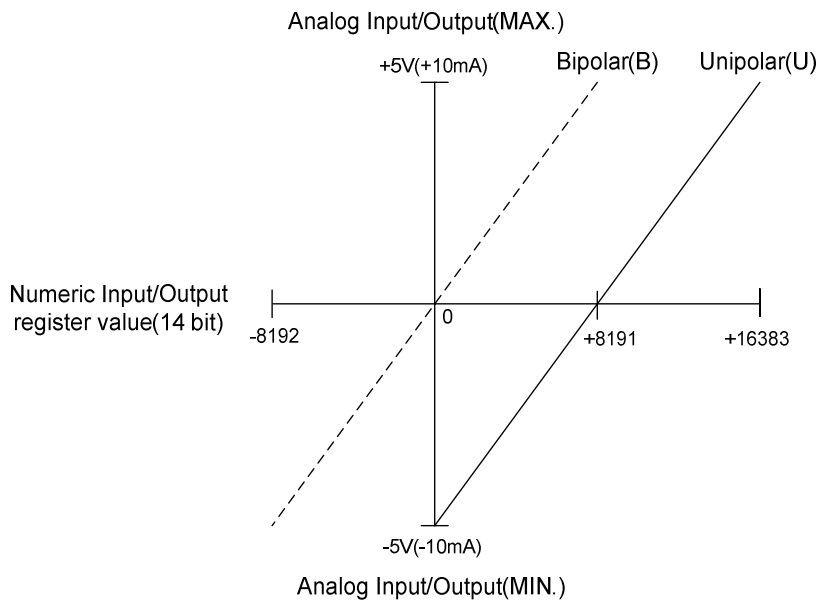 Analog Input/Output(MAX.)
+5V(+10mA)
Bipolar(B)
Unipolar(U)
Numeric Input/Output
register value(14 bit)
-8192
0
+8191
+16383
-5V(-10mA)
Analog Input/Output(MIN.)